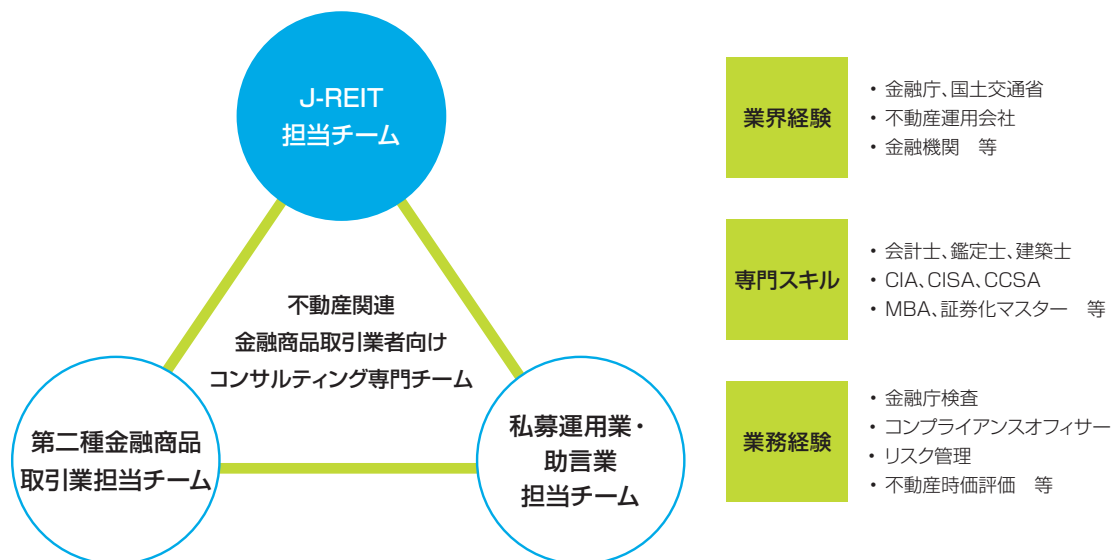 J-REIT
担当チーム
不動産関連
金融商品取引業者向け
コンサルティング専門チーム
第二種金融商品
取引業担当チーム
私募運用業・
助言業
担当チーム
業界経験
・金融庁、国土交通省
・不動産運用会社
・金融機関　等
専門スキル
・会計士、鑑定士、建築士
・CIA、CISA、CCSA
・MBA、証券化マスター　等
業務経験
・金融庁検査
・コンプライアンスオフィサー
・リスク管理
・不動産時価評価　等